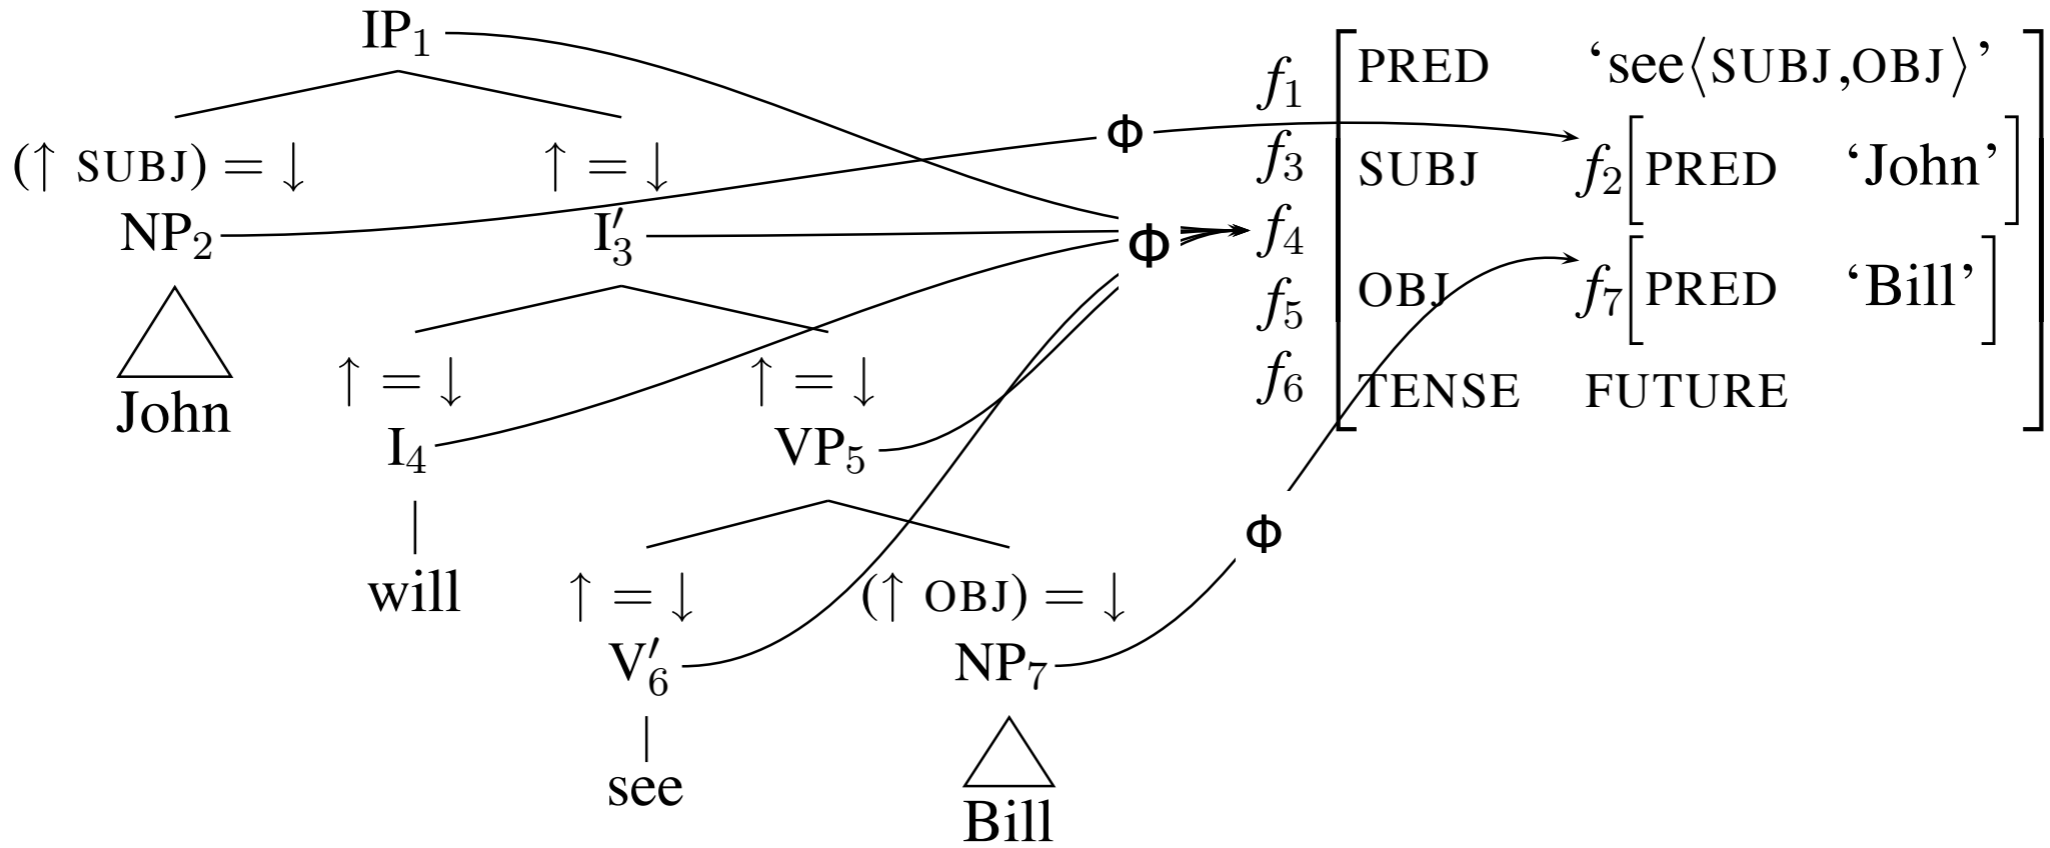 IP₁
(↑ SUBJ) = ↓ ↑ = ↓
NP₂ I′₃
John
↑ = ↓ ↑ = ↓
I₄ VP₅
will
↑ = ↓ (↑ OBJ) = ↓
V′₆ NP₇
see
Bill
ϕ
ϕ
ϕ
f₁
f₃
f₄
f₅
f₆
PRED ‘see⟨SUBJ,OBJ⟩’
SUBJ f₂[PRED ‘John’]
OBJ f₇[PRED ‘Bill’]
TENSE FUTURE